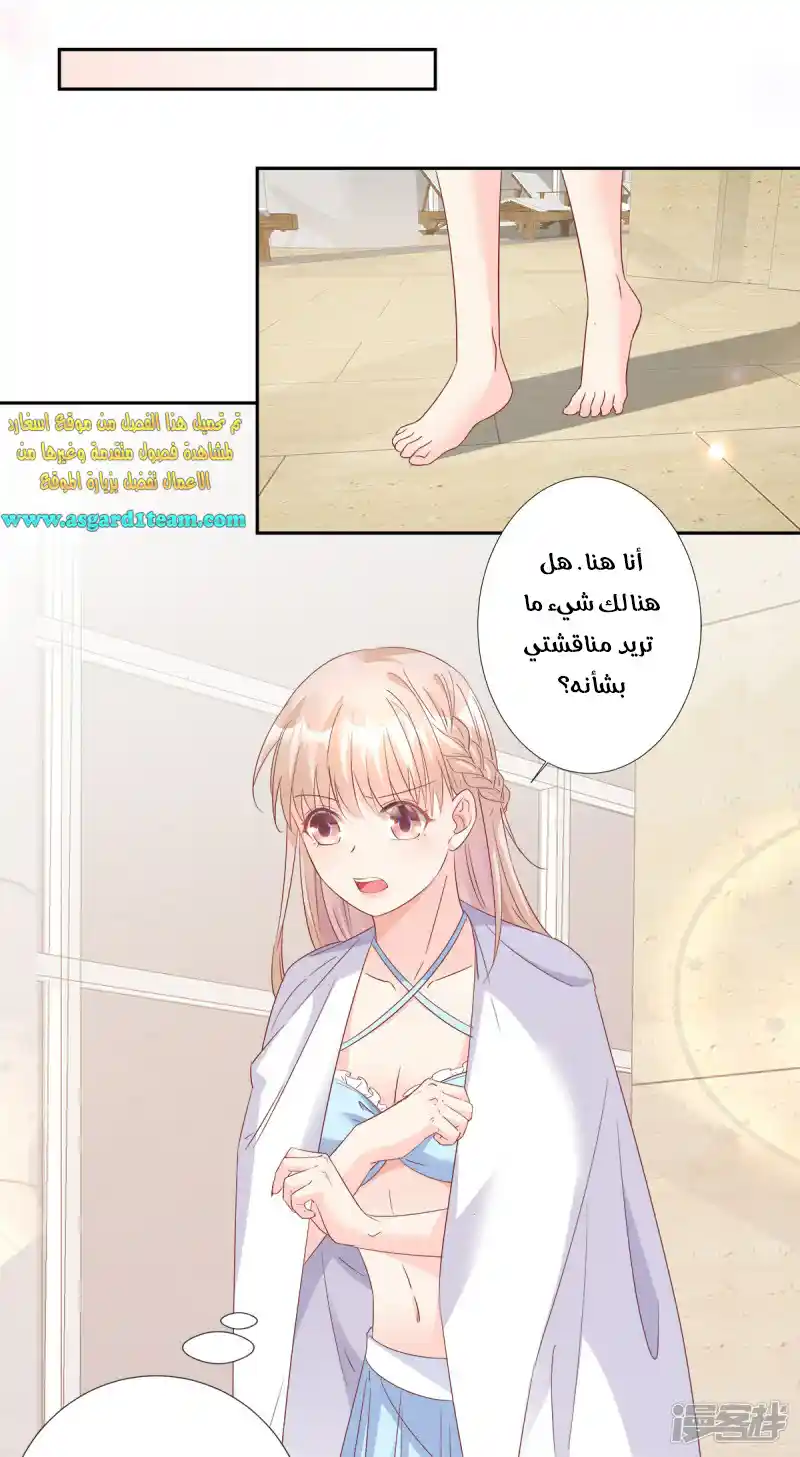 تم تحميل هذا الفصل من موقع اسغارد
لمشاهدة فصول متقدمة وغيرها من
الاعمال تفضل بزيارة الموقع
www.asgard1team.com
أنا هنا. هل
هنالك شيء ما
تريد مناقشتي
بشأنه؟
漫客栈